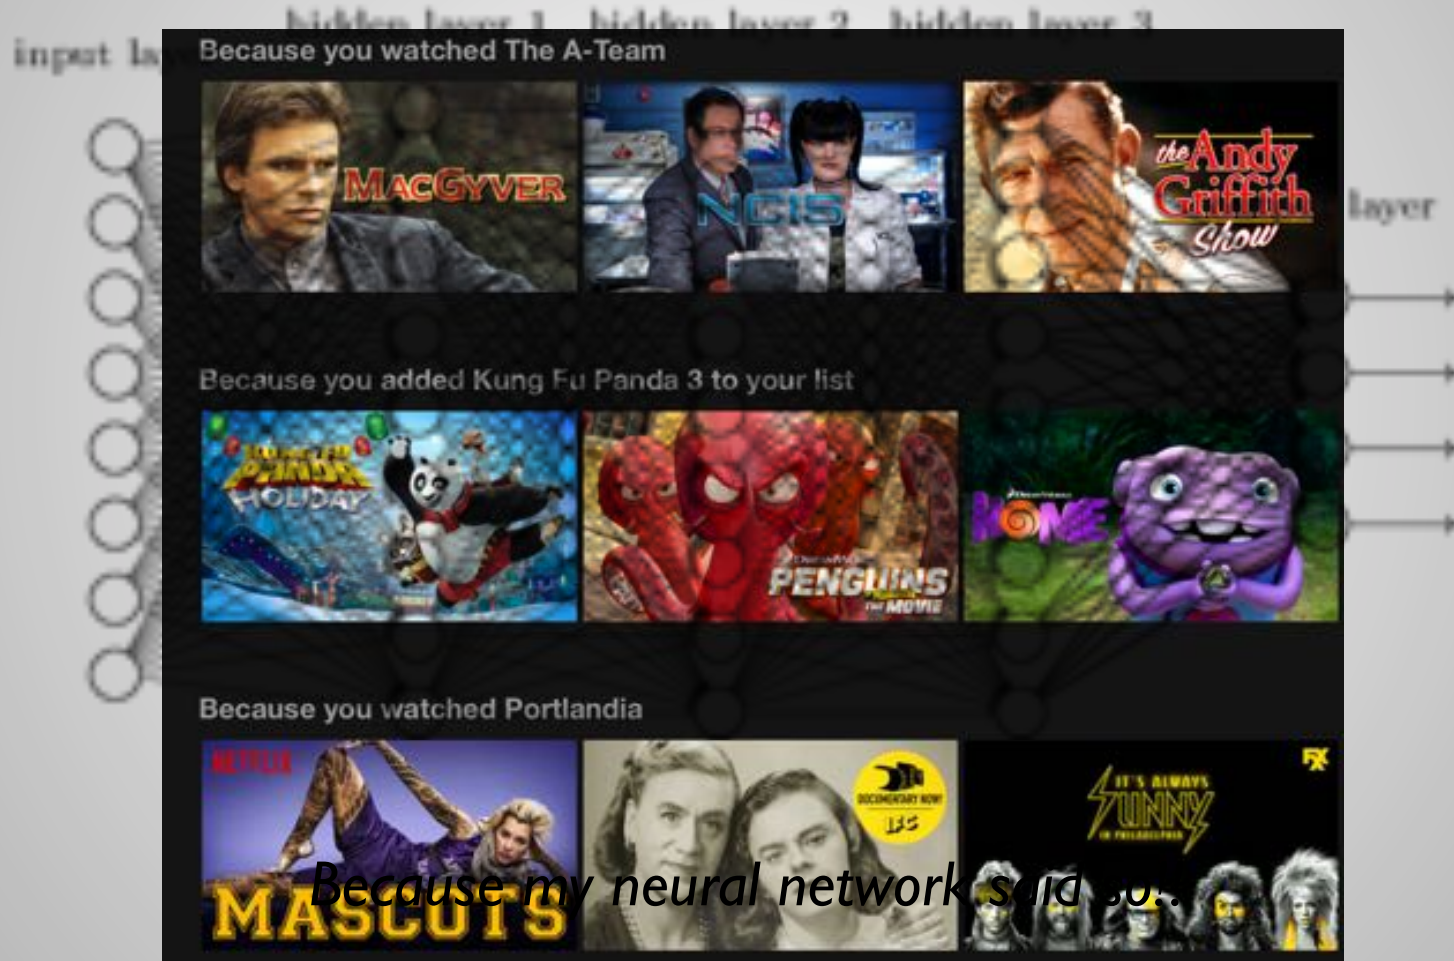 hidden layer 1 hidden layer 2 hidden layer 3
input
Because you watched The A-Team
MACGYVER
NCIS
the Andy
Griffith
Show
layer
Because you added Kung Fu Panda 3 to your list
KUNG FU
PANDA
HOLIDAY
DREAMWORKS
HOME
PENGUINS
THE MOVIE
Because you watched Portlandia
NETFLIX
MASCOTS
DOCUMENTARY NOW!
IFC
FX
IT'S ALWAYS
SUNNY
IN PHILADELPHIA
Because my neural network said so!?